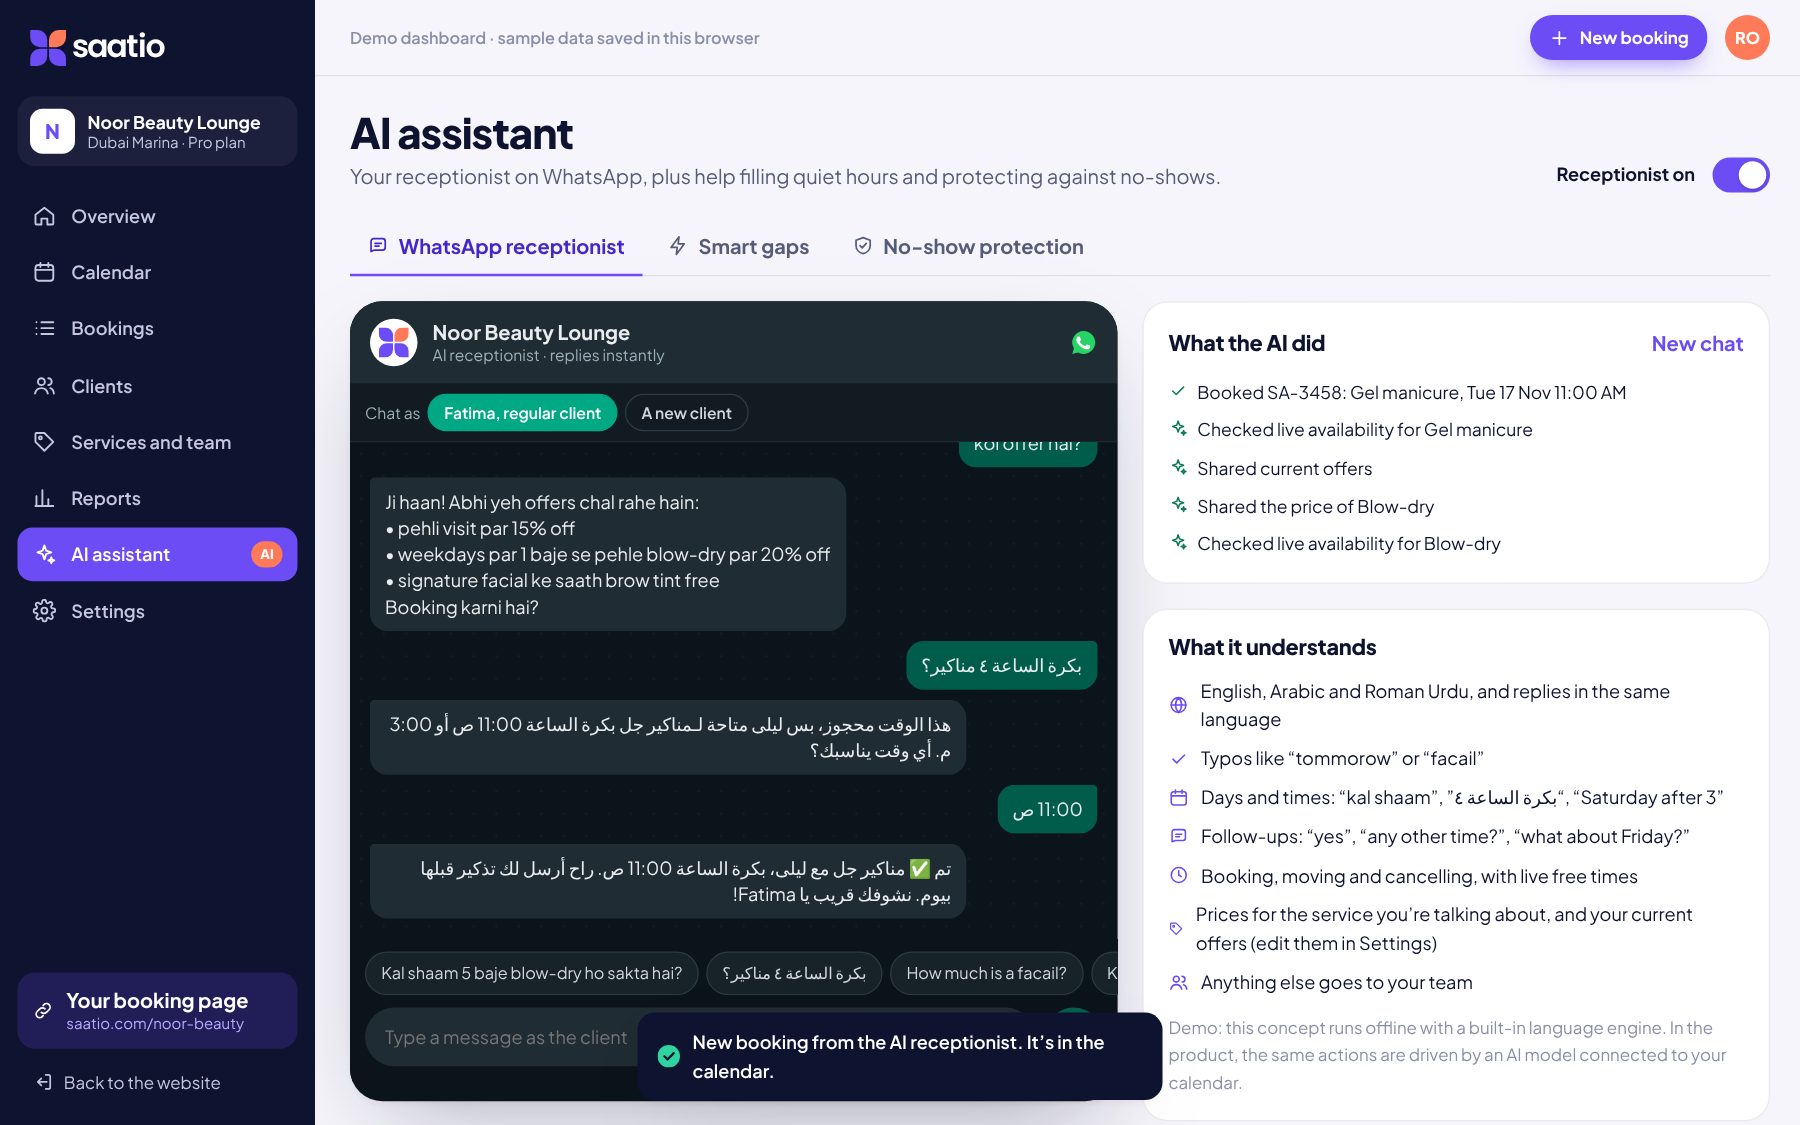 saatio
N
Noor Beauty Lounge
Dubai Marina · Pro plan
Overview
Calendar
Bookings
Clients
Services and team
Reports
AI assistant
AI
Settings
Your booking page
saatio.com/noor-beauty
Back to the website
Demo dashboard · sample data saved in this browser
New booking
RO
AI assistant
Your receptionist on WhatsApp, plus help filling quiet hours and protecting against no-shows.
Receptionist on
WhatsApp receptionist
Smart gaps
No-show protection
Noor Beauty Lounge
AI receptionist · replies instantly
Chat as
Fatima, regular client
A new client
koi offer hai?
Ji haan! Abhi yeh offers chal rahe hain:
• pehli visit par 15% off
• weekdays par 1 baje se pehle blow-dry par 20% off
• signature facial ke saath brow tint free
Booking karni hai?
بكرة الساعة ٤ مناكير؟
هذا الوقت محجوز، بس ليلى متاحة لـمناكير جل بكرة الساعة 11:00 ص أو 3:00
م. أي وقت يناسبك؟
11:00 ص
تم ✅ مناكير جل مع ليلى، بكرة الساعة 11:00 ص. راح أرسل لك تذكير قبلها
بيوم. نشوفك قريب يا Fatima!
Kal shaam 5 baje blow-dry ho sakta hai?
بكرة الساعة ٤ مناكير؟
How much is a facail?
K
Type a message as the client
New booking from the AI receptionist. It’s in the
calendar.
What the AI did
New chat
Booked SA-3458: Gel manicure, Tue 17 Nov 11:00 AM
Checked live availability for Gel manicure
Shared current offers
Shared the price of Blow-dry
Checked live availability for Blow-dry
What it understands
English, Arabic and Roman Urdu, and replies in the same
language
Typos like “tommorow” or “facail”
Days and times: “kal shaam”, “بكرة الساعة ٤”, “Saturday after 3”
Follow-ups: “yes”, “any other time?”, “what about Friday?”
Booking, moving and cancelling, with live free times
Prices for the service you’re talking about, and your current
offers (edit them in Settings)
Anything else goes to your team
Demo: this concept runs offline with a built-in language engine. In the
product, the same actions are driven by an AI model connected to your
calendar.